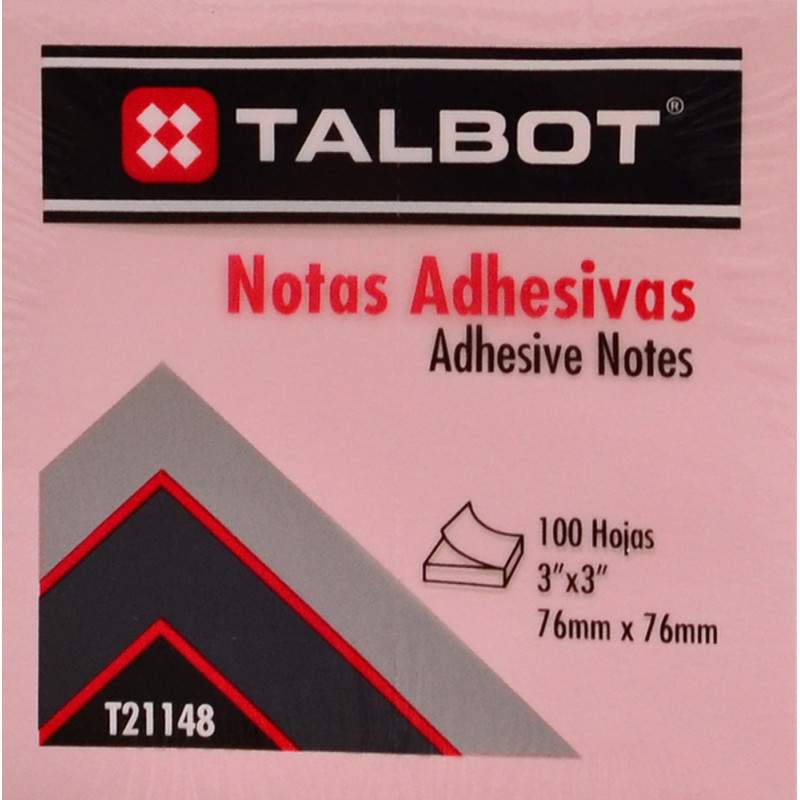 TALBOT®
Notas Adhesivas
Adhesive Notes
100 Hojas
3"x3"
76mm x 76mm
T21148